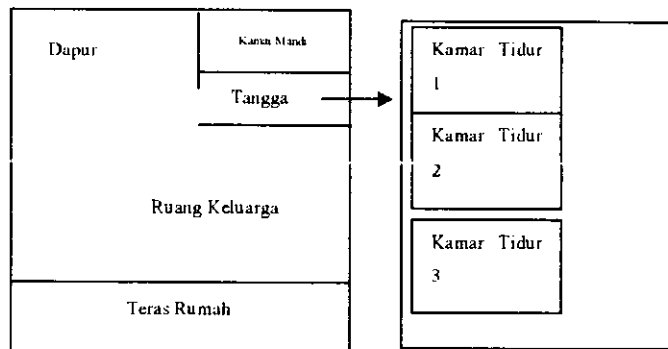 Dapur
Kamar Mandi
Tangga
Ruang Keluarga
Teras Rumah
Kamar Tidur
1
Kamar Tidur
2
Kamar Tidur
3